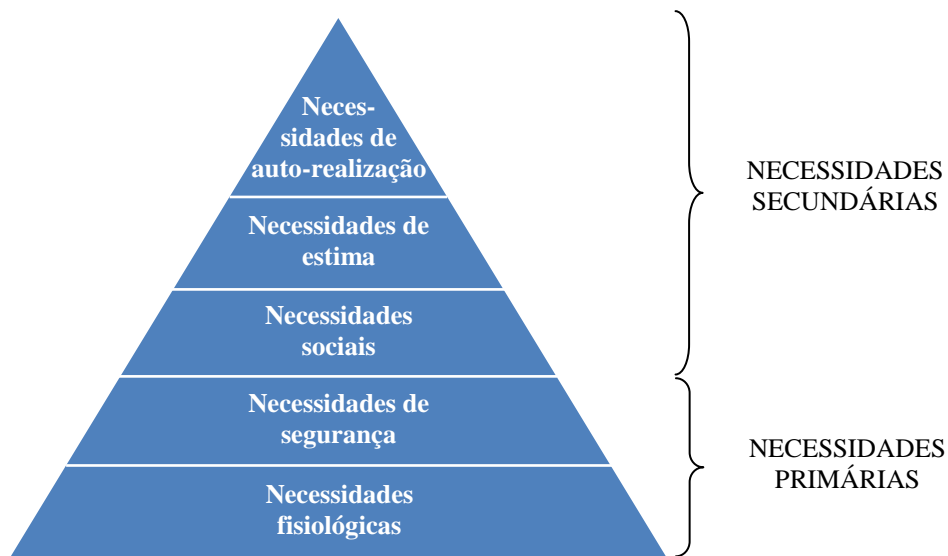 Neces-
sidades de
auto-realização
Necessidades de
estima
Necessidades
sociais
Necessidades de
segurança
Necessidades
fisiológicas
NECESSIDADES
SECUNDÁRIAS
NECESSIDADES
PRIMÁRIAS